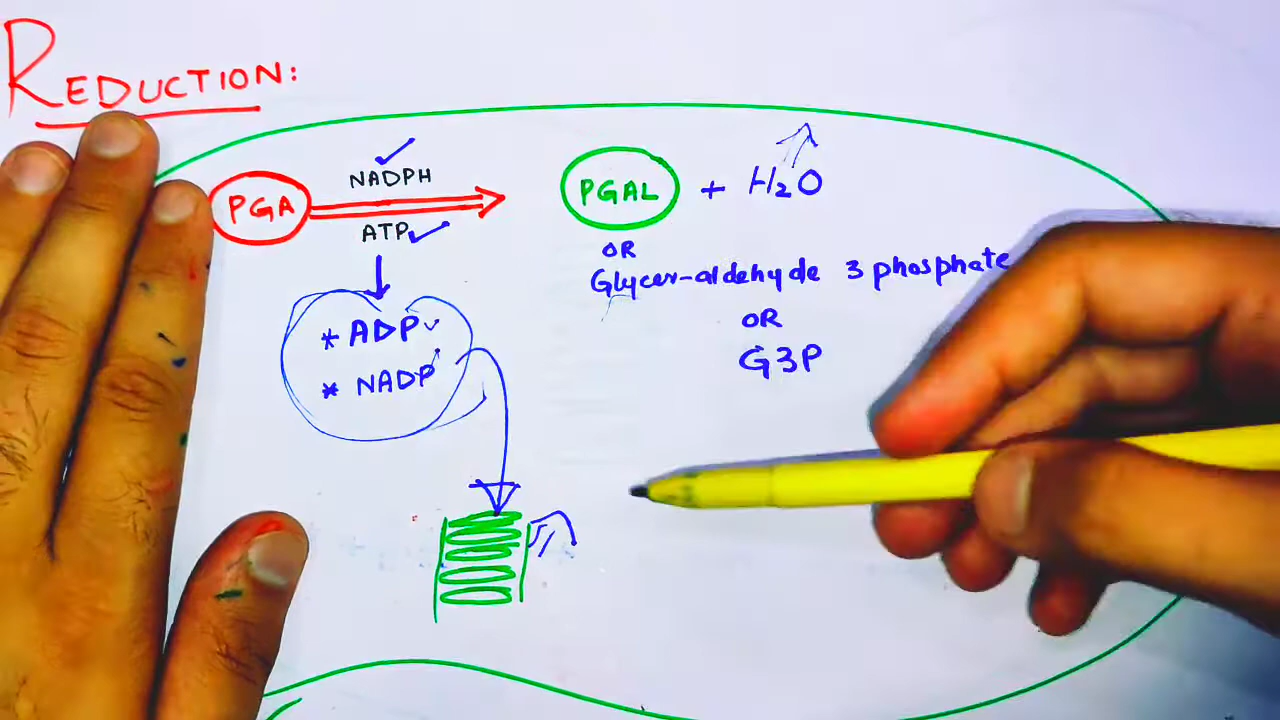 REDUCTION:
PGA
NADPH
ATP
PGAL + H₂O
OR
Glycer-aldehyde 3 phosphate
OR
G3P
* ADP
* NADP